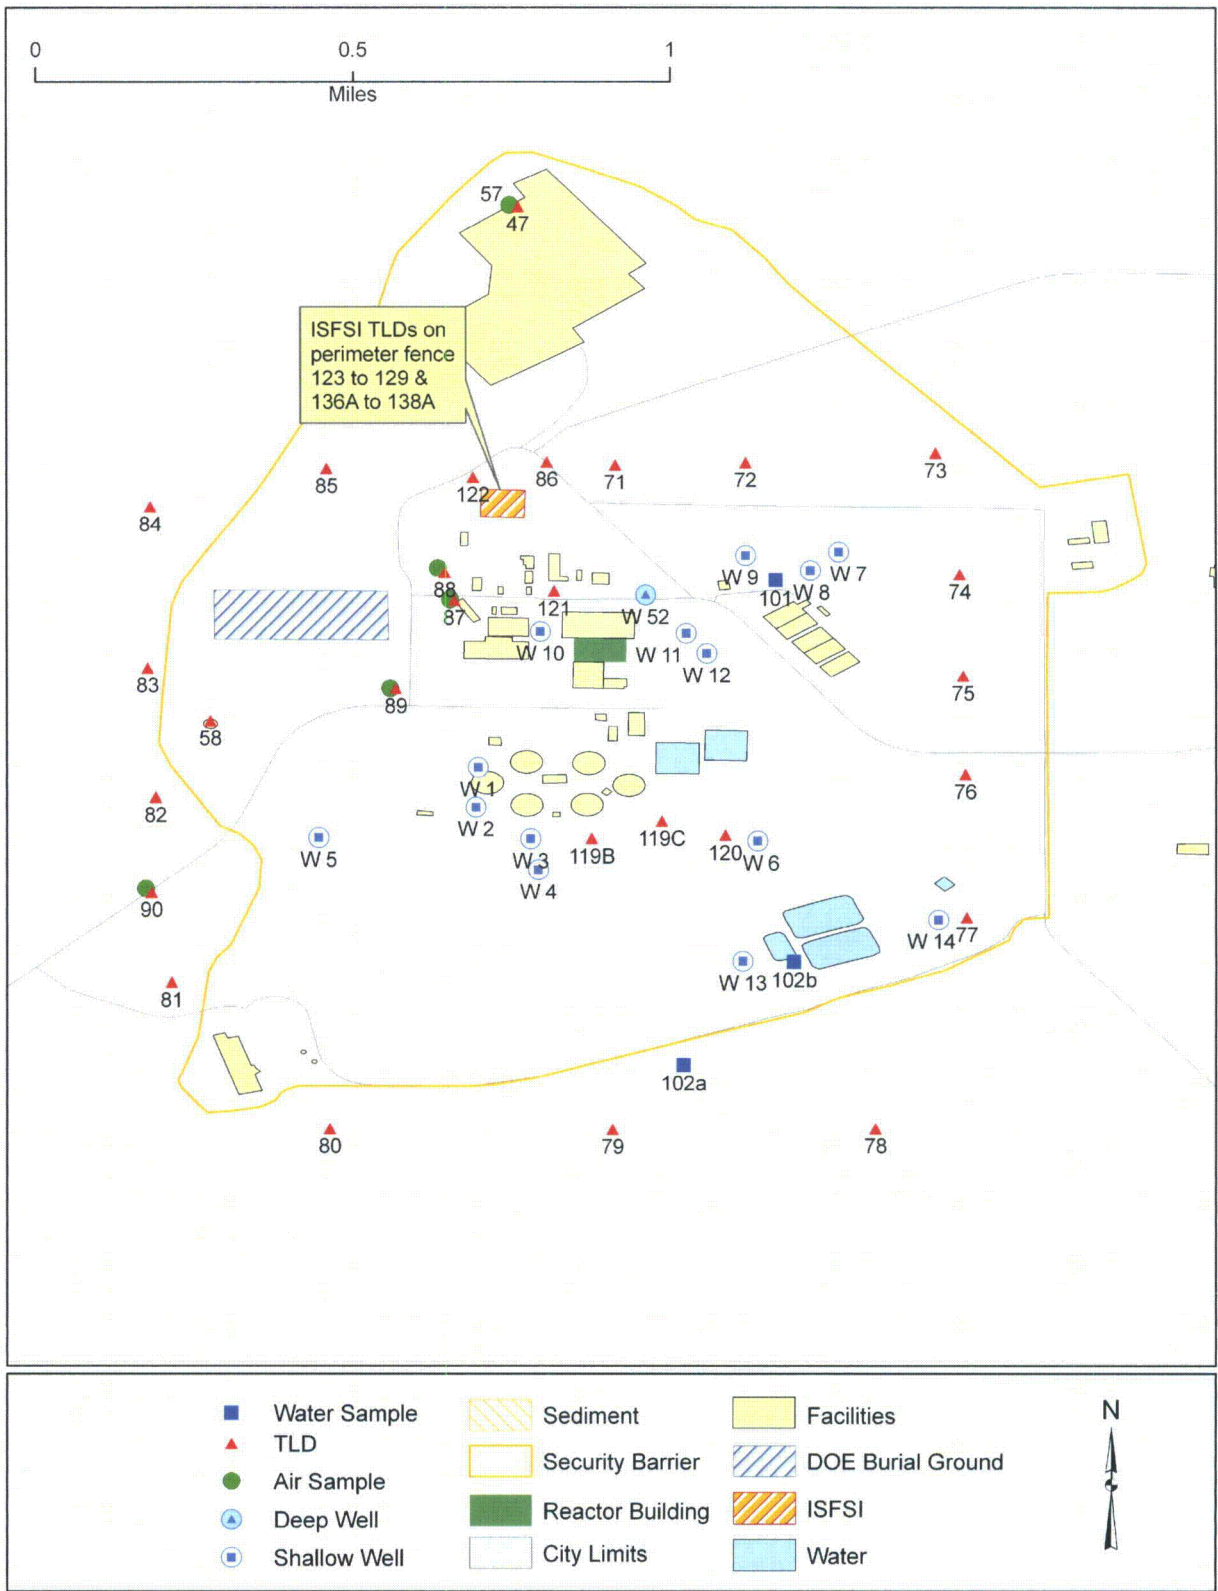 0 0.5 1
Miles
57
47
ISFSI TLDs on
perimeter fence
123 to 129 &
136A to 138A
85
122
86
71
72
73
84
88
87
121
W 52
W 9
101
W 8
W 7
74
W 10
W 11
W 12
83
89
75
58
W 1
W 2
76
82
W 5
W 3
W 4
119B
119C
120
W 6
90
W 14
77
W 13
102b
81
102a
80
79
78
Water Sample
TLD
Air Sample
Deep Well
Shallow Well
Sediment
Security Barrier
Reactor Building
City Limits
Facilities
DOE Burial Ground
ISFSI
Water
N